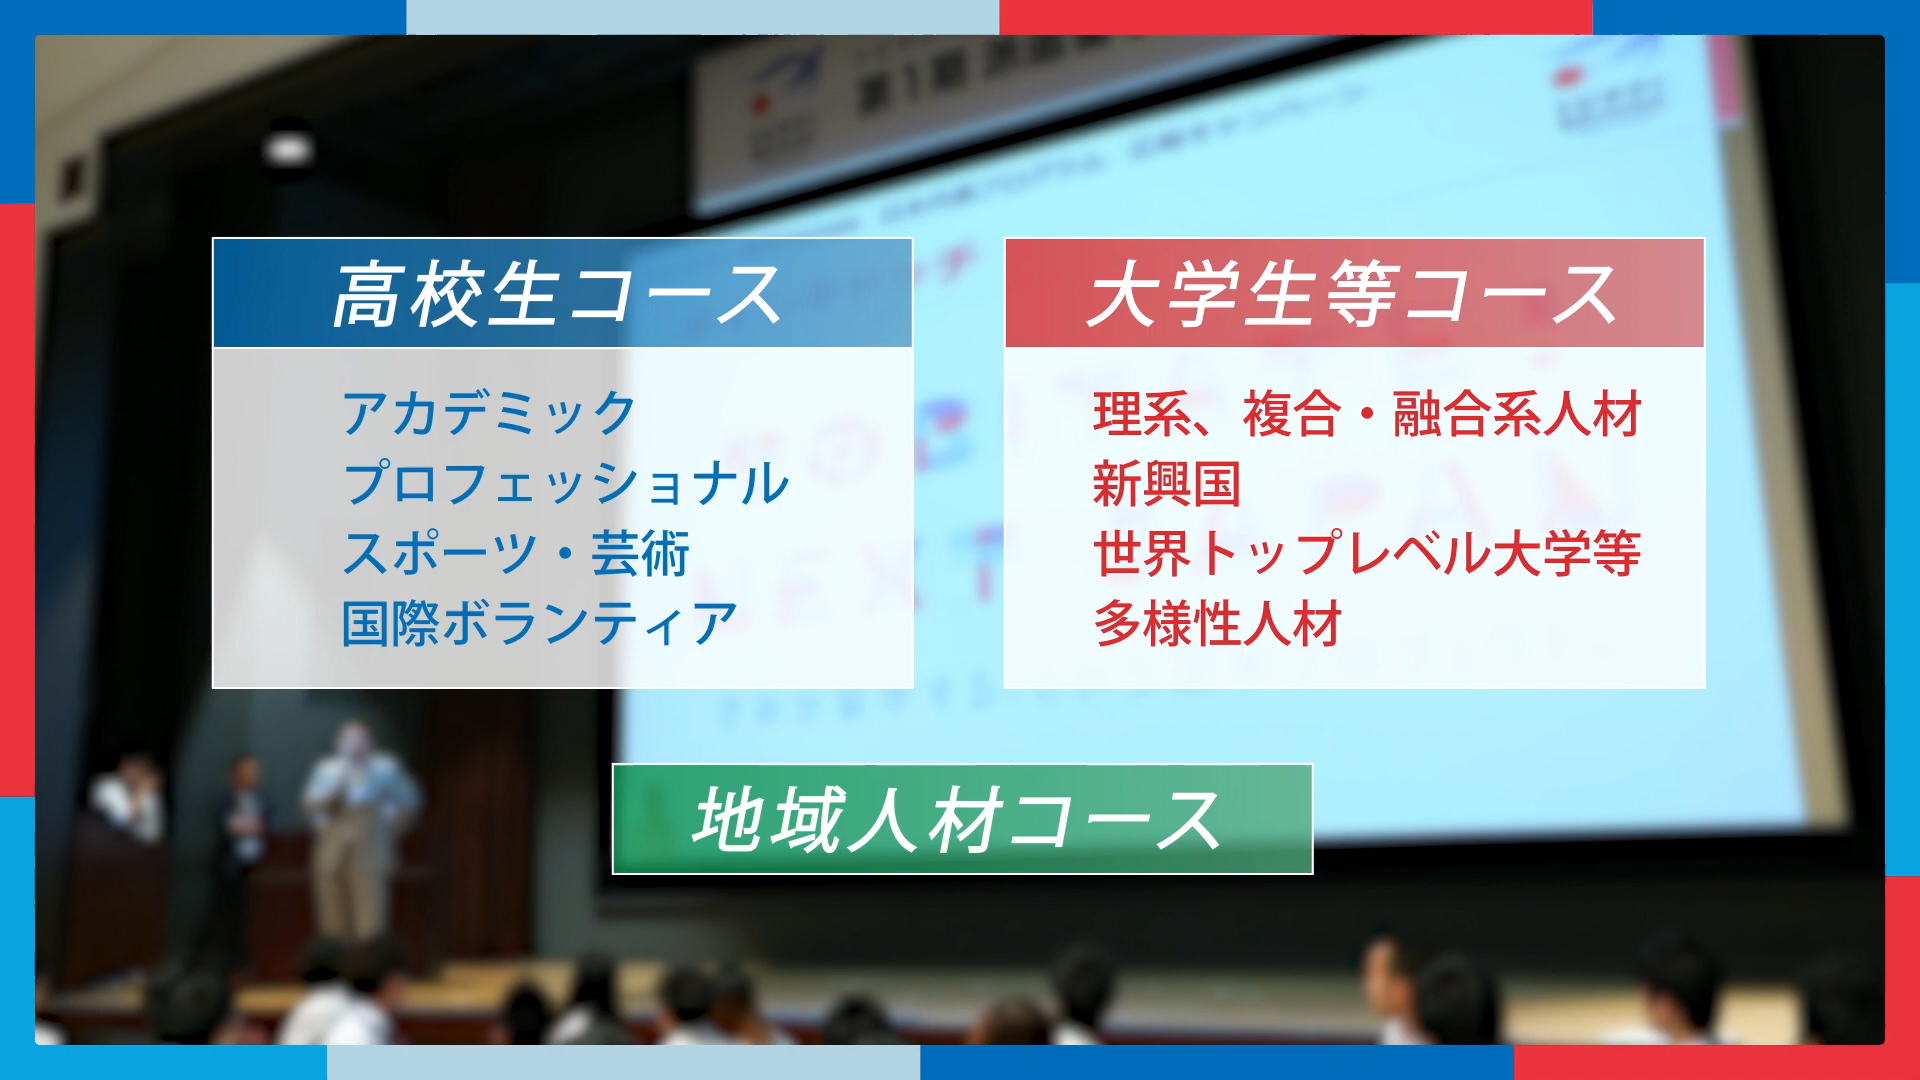 第1期
高校生コース
アカデミック
プロフェッショナル
スポーツ・芸術
国際ボランティア
大学生等コース
理系、複合・融合系人材
新興国
世界トップレベル大学等
多様性人材
地域人材コース